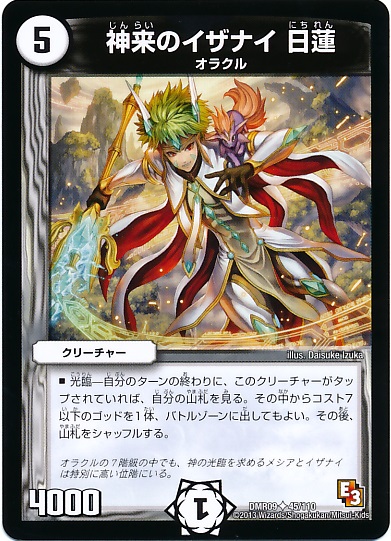 5
じんらい にちれん
神来のイザナイ 日蓮
オラクル
illus. Daisuke Izuka
クリーチャー
■ 光臨―自分のターンの終わりに、このクリーチャーがタッ
プされていれば、自分の山札を見る。その中からコスト7
以下のゴッドを1体、バトルゾーンに出してもよい。その後、
山札をシャッフルする。
オラクルの7階級の中でも、神の光臨を求めるメシアとイザナイ
は特別に高い位階にいる。
4000
1
E3
DMR09 45/110
©2013 Wizards/Shogakukan/Mitsui-Kids